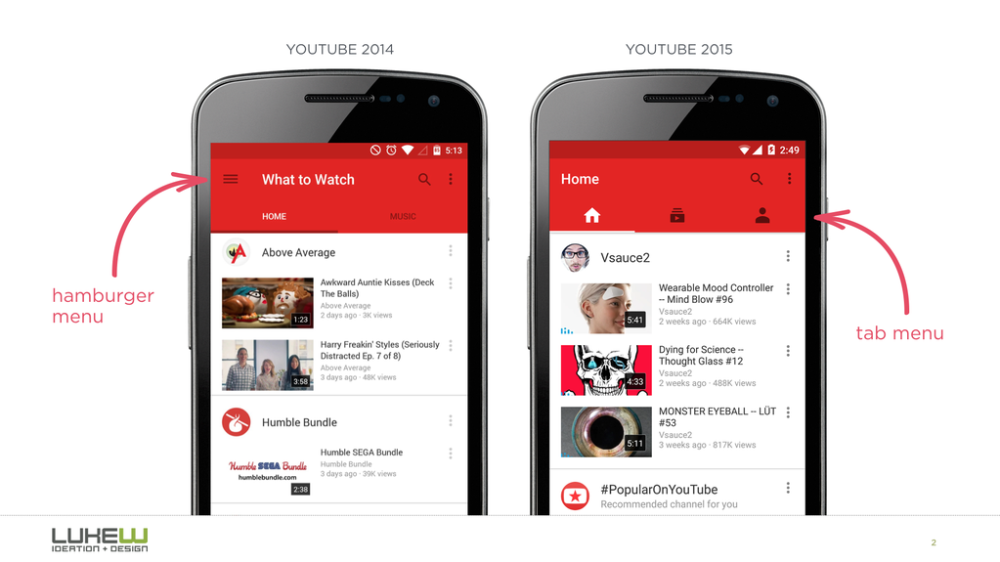 YOUTUBE 2014
YOUTUBE 2015
hamburger
menu
5:13
What to Watch
HOME
MUSIC
Above Average
Awkward Auntie Kisses (Deck
The Balls)
Above Average
2 days ago · 3K views
1:23
Harry Freakin' Styles (Seriously
Distracted Ep. 7 of 8)
Above Average
3 days ago · 48K views
3:58
Humble Bundle
Humble SEGA Bundle
Humble Bundle
3 days ago · 39K views
Humble SEGA Bundle
humblebundle.com
2:38
2:49
Home
Vsauce2
Wearable Mood Controller
-- Mind Blow #96
Vsauce2
2 weeks ago · 664K views
5:41
Dying for Science --
Thought Glass #12
Vsauce2
2 weeks ago · 488K views
4:33
MONSTER EYEBALL -- LÜT
#53
Vsauce2
3 weeks ago · 817K views
5:11
#PopularOnYouTube
Recommended channel for you
tab menu
LUKEW
IDEATION + DESIGN
2